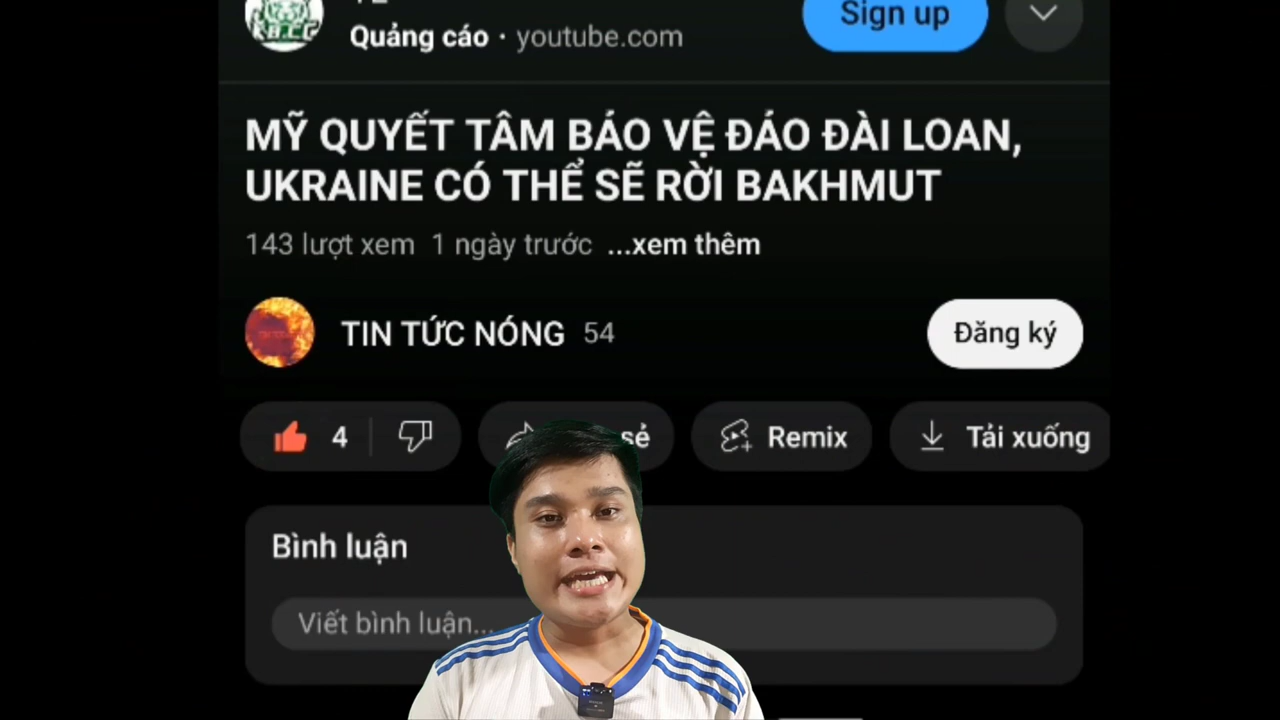 Sign up
Quảng cáo · youtube.com
MỸ QUYẾT TÂM BẢO VỆ ĐẢO ĐÀI LOAN,
UKRAINE CÓ THỂ SẼ RỜI BAKHMUT
143 lượt xem 1 ngày trước ...xem thêm
TIN TỨC NÓNG 54
Đăng ký
4
sẻ
Remix
Tải xuống
Bình luận
Viết bình luận...